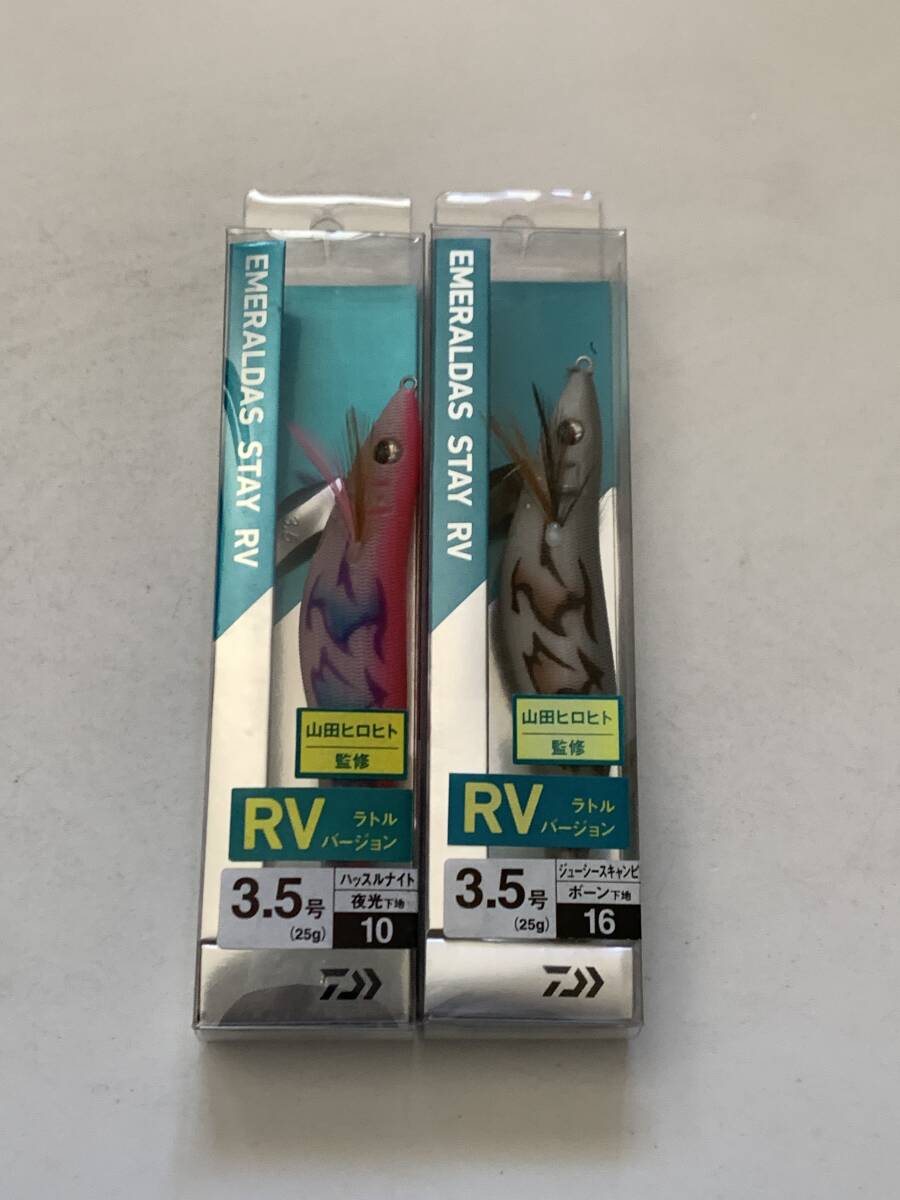 EMERALDAS STAY RV
3.5
山田ヒロヒト
監修
RV
ラトル
バージョン
3.5号
(25g)
ハッスルナイト
夜光下地
10
EMERALDAS STAY RV
山田ヒロヒト
監修
RV
ラトル
バージョン
3.5号
(25g)
ジューシースキャンピ
ボーン下地
16